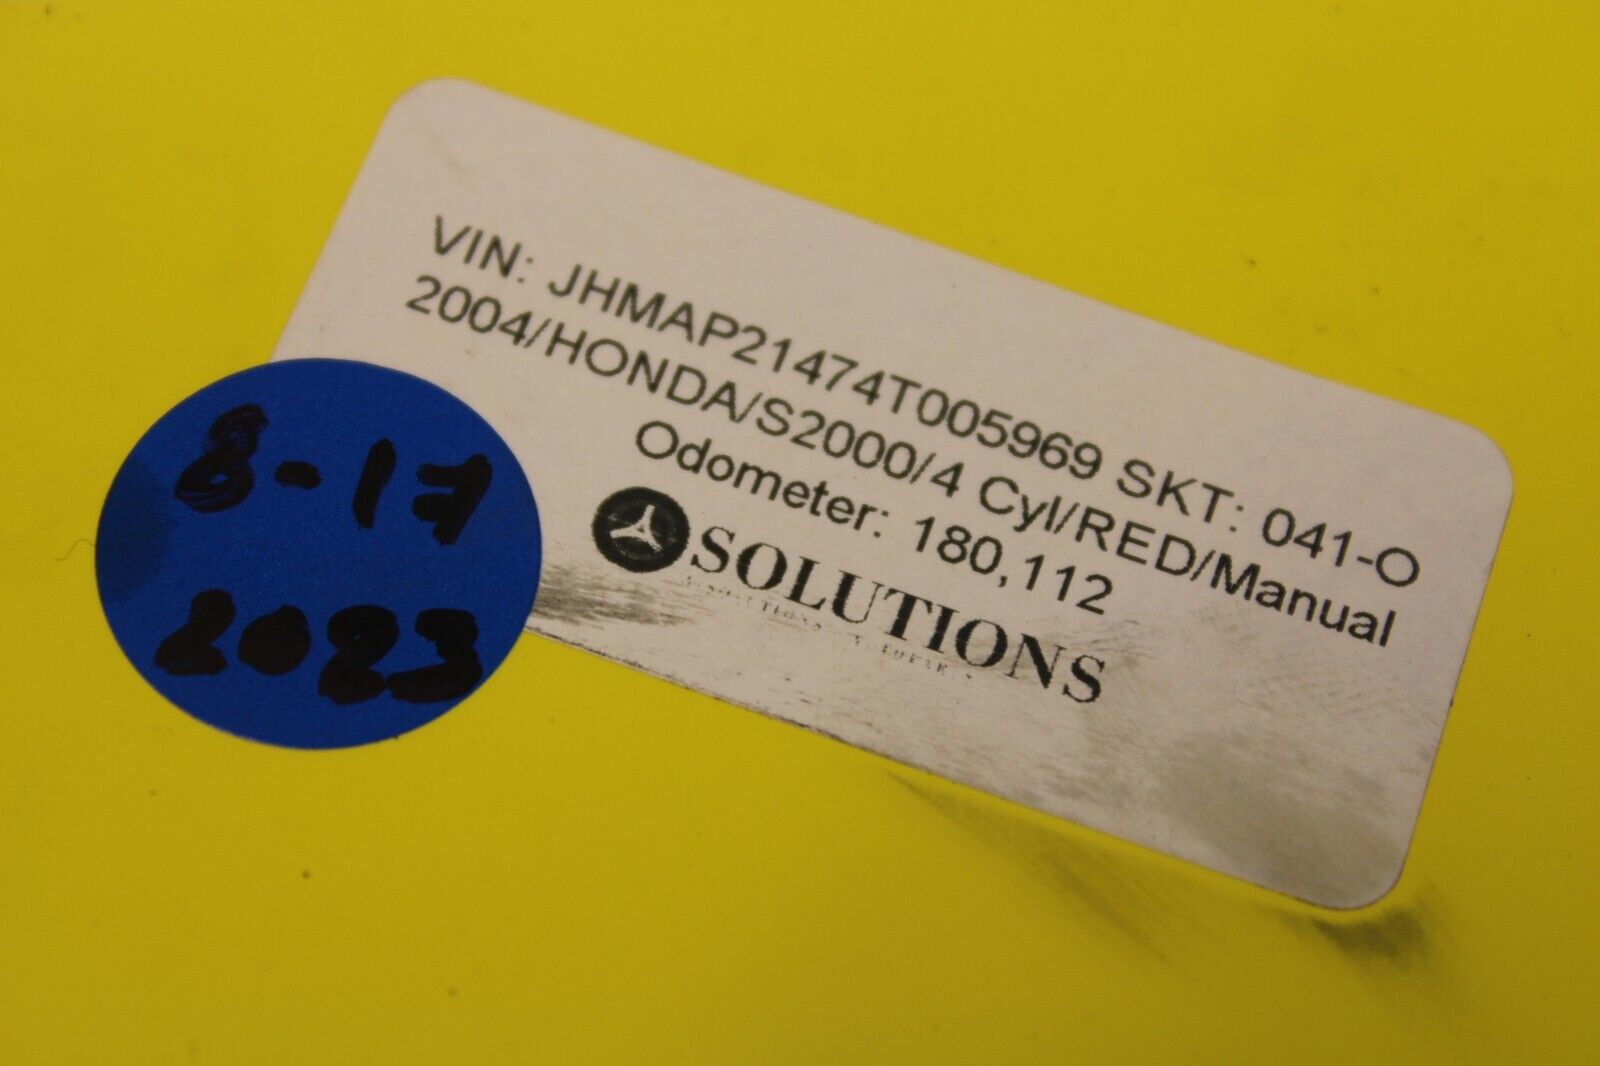 VIN: JHMAP21474T005969 SKT: 041-O
2004/HONDA/S2000/4 Cyl/RED/Manual
Odometer: 180,112
SOLUTIONS
8-17
2023